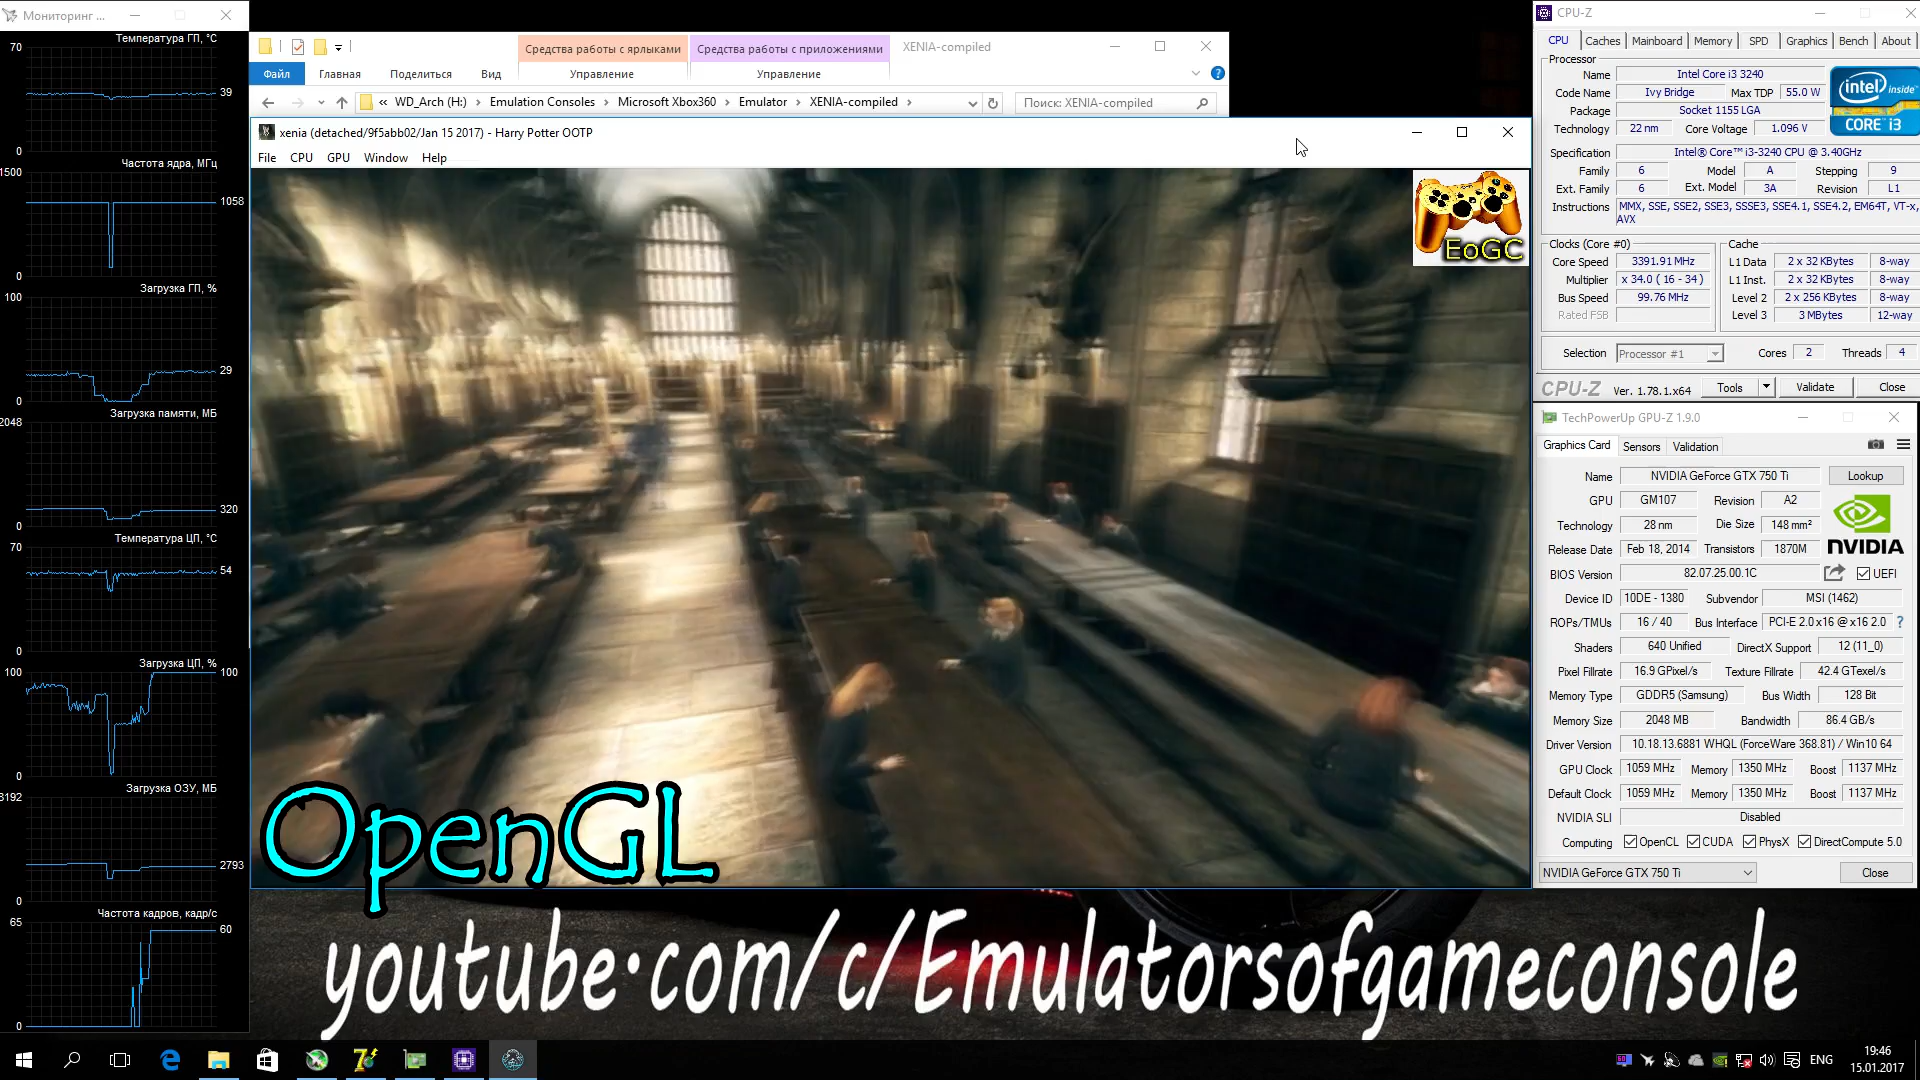 Мониторинг ...
Температура ГП, °C
70
39
0
Частота ядра, МГц
1500
1058
0
Загрузка ГП, %
100
29
0
Загрузка памяти, МБ
2048
320
0
Температура ЦП, °C
70
54
0
Загрузка ЦП, %
100
100
0
Загрузка ОЗУ, МБ
8192
2793
0
Частота кадров, кадр/с
65
60
0
Средства работы с ярлыками
Средства работы с приложениями
XENIA-compiled
Файл
Главная
Поделиться
Вид
Управление
Управление
« WD_Arch (H:) › Emulation Consoles › Microsoft Xbox360 › Emulator › XENIA-compiled ›
Поиск: XENIA-compiled
xenia (detached/9f5abb02/Jan 15 2017) - Harry Potter OOTP
File CPU GPU Window Help
EoGC
OpenGL
youtube.com/c/Emulatorsofgameconsole
CPU-Z
CPU Caches Mainboard Memory SPD Graphics Bench About
Processor
Name Intel Core i3 3240
Code Name Ivy Bridge Max TDP 55.0 W
Package Socket 1155 LGA
Technology 22 nm Core Voltage 1.096 V
intel inside™
CORE i3
Specification Intel® Core™ i3-3240 CPU @ 3.40GHz
Family 6 Model A Stepping 9
Ext. Family 6 Ext. Model 3A Revision L1
Instructions MMX, SSE, SSE2, SSE3, SSSE3, SSE4.1, SSE4.2, EM64T, VT-x,
AVX
Clocks (Core #0)
Core Speed 3391.91 MHz
Multiplier x 34.0 ( 16 - 34 )
Bus Speed 99.76 MHz
Rated FSB
Cache
L1 Data 2 x 32 KBytes 8-way
L1 Inst. 2 x 32 KBytes 8-way
Level 2 2 x 256 KBytes 8-way
Level 3 3 MBytes 12-way
Selection Processor #1 Cores 2 Threads 4
CPU-Z Ver. 1.78.1.x64 Tools Validate Close
TechPowerUp GPU-Z 1.9.0
Graphics Card Sensors Validation
Name NVIDIA GeForce GTX 750 Ti Lookup
GPU GM107 Revision A2
Technology 28 nm Die Size 148 mm²
Release Date Feb 18, 2014 Transistors 1870M
NVIDIA
BIOS Version 82.07.25.00.1C UEFI
Device ID 10DE - 1380 Subvendor MSI (1462)
ROPs/TMUs 16 / 40 Bus Interface PCI-E 2.0 x16 @ x16 2.0 ?
Shaders 640 Unified DirectX Support 12 (11_0)
Pixel Fillrate 16.9 GPixel/s Texture Fillrate 42.4 GTexel/s
Memory Type GDDR5 (Samsung) Bus Width 128 Bit
Memory Size 2048 MB Bandwidth 86.4 GB/s
Driver Version 10.18.13.6881 WHQL (ForceWare 368.81) / Win10 64
GPU Clock 1059 MHz Memory 1350 MHz Boost 1137 MHz
Default Clock 1059 MHz Memory 1350 MHz Boost 1137 MHz
NVIDIA SLI Disabled
Computing OpenCL CUDA PhysX DirectCompute 5.0
NVIDIA GeForce GTX 750 Ti Close
ENG
19:46
15.01.2017